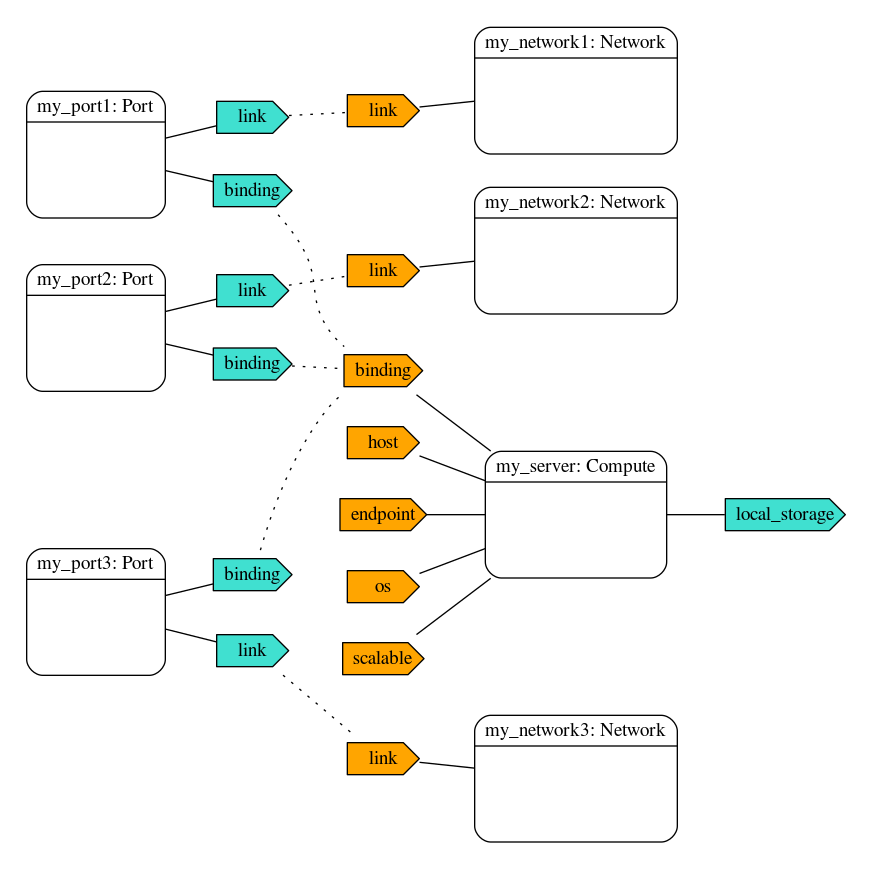 my_network1: Network
my_port1: Port
link
link
binding
my_network2: Network
my_port2: Port
link
link
binding
binding
host
my_server: Compute
endpoint
local_storage
my_port3: Port
binding
os
link
scalable
my_network3: Network
link